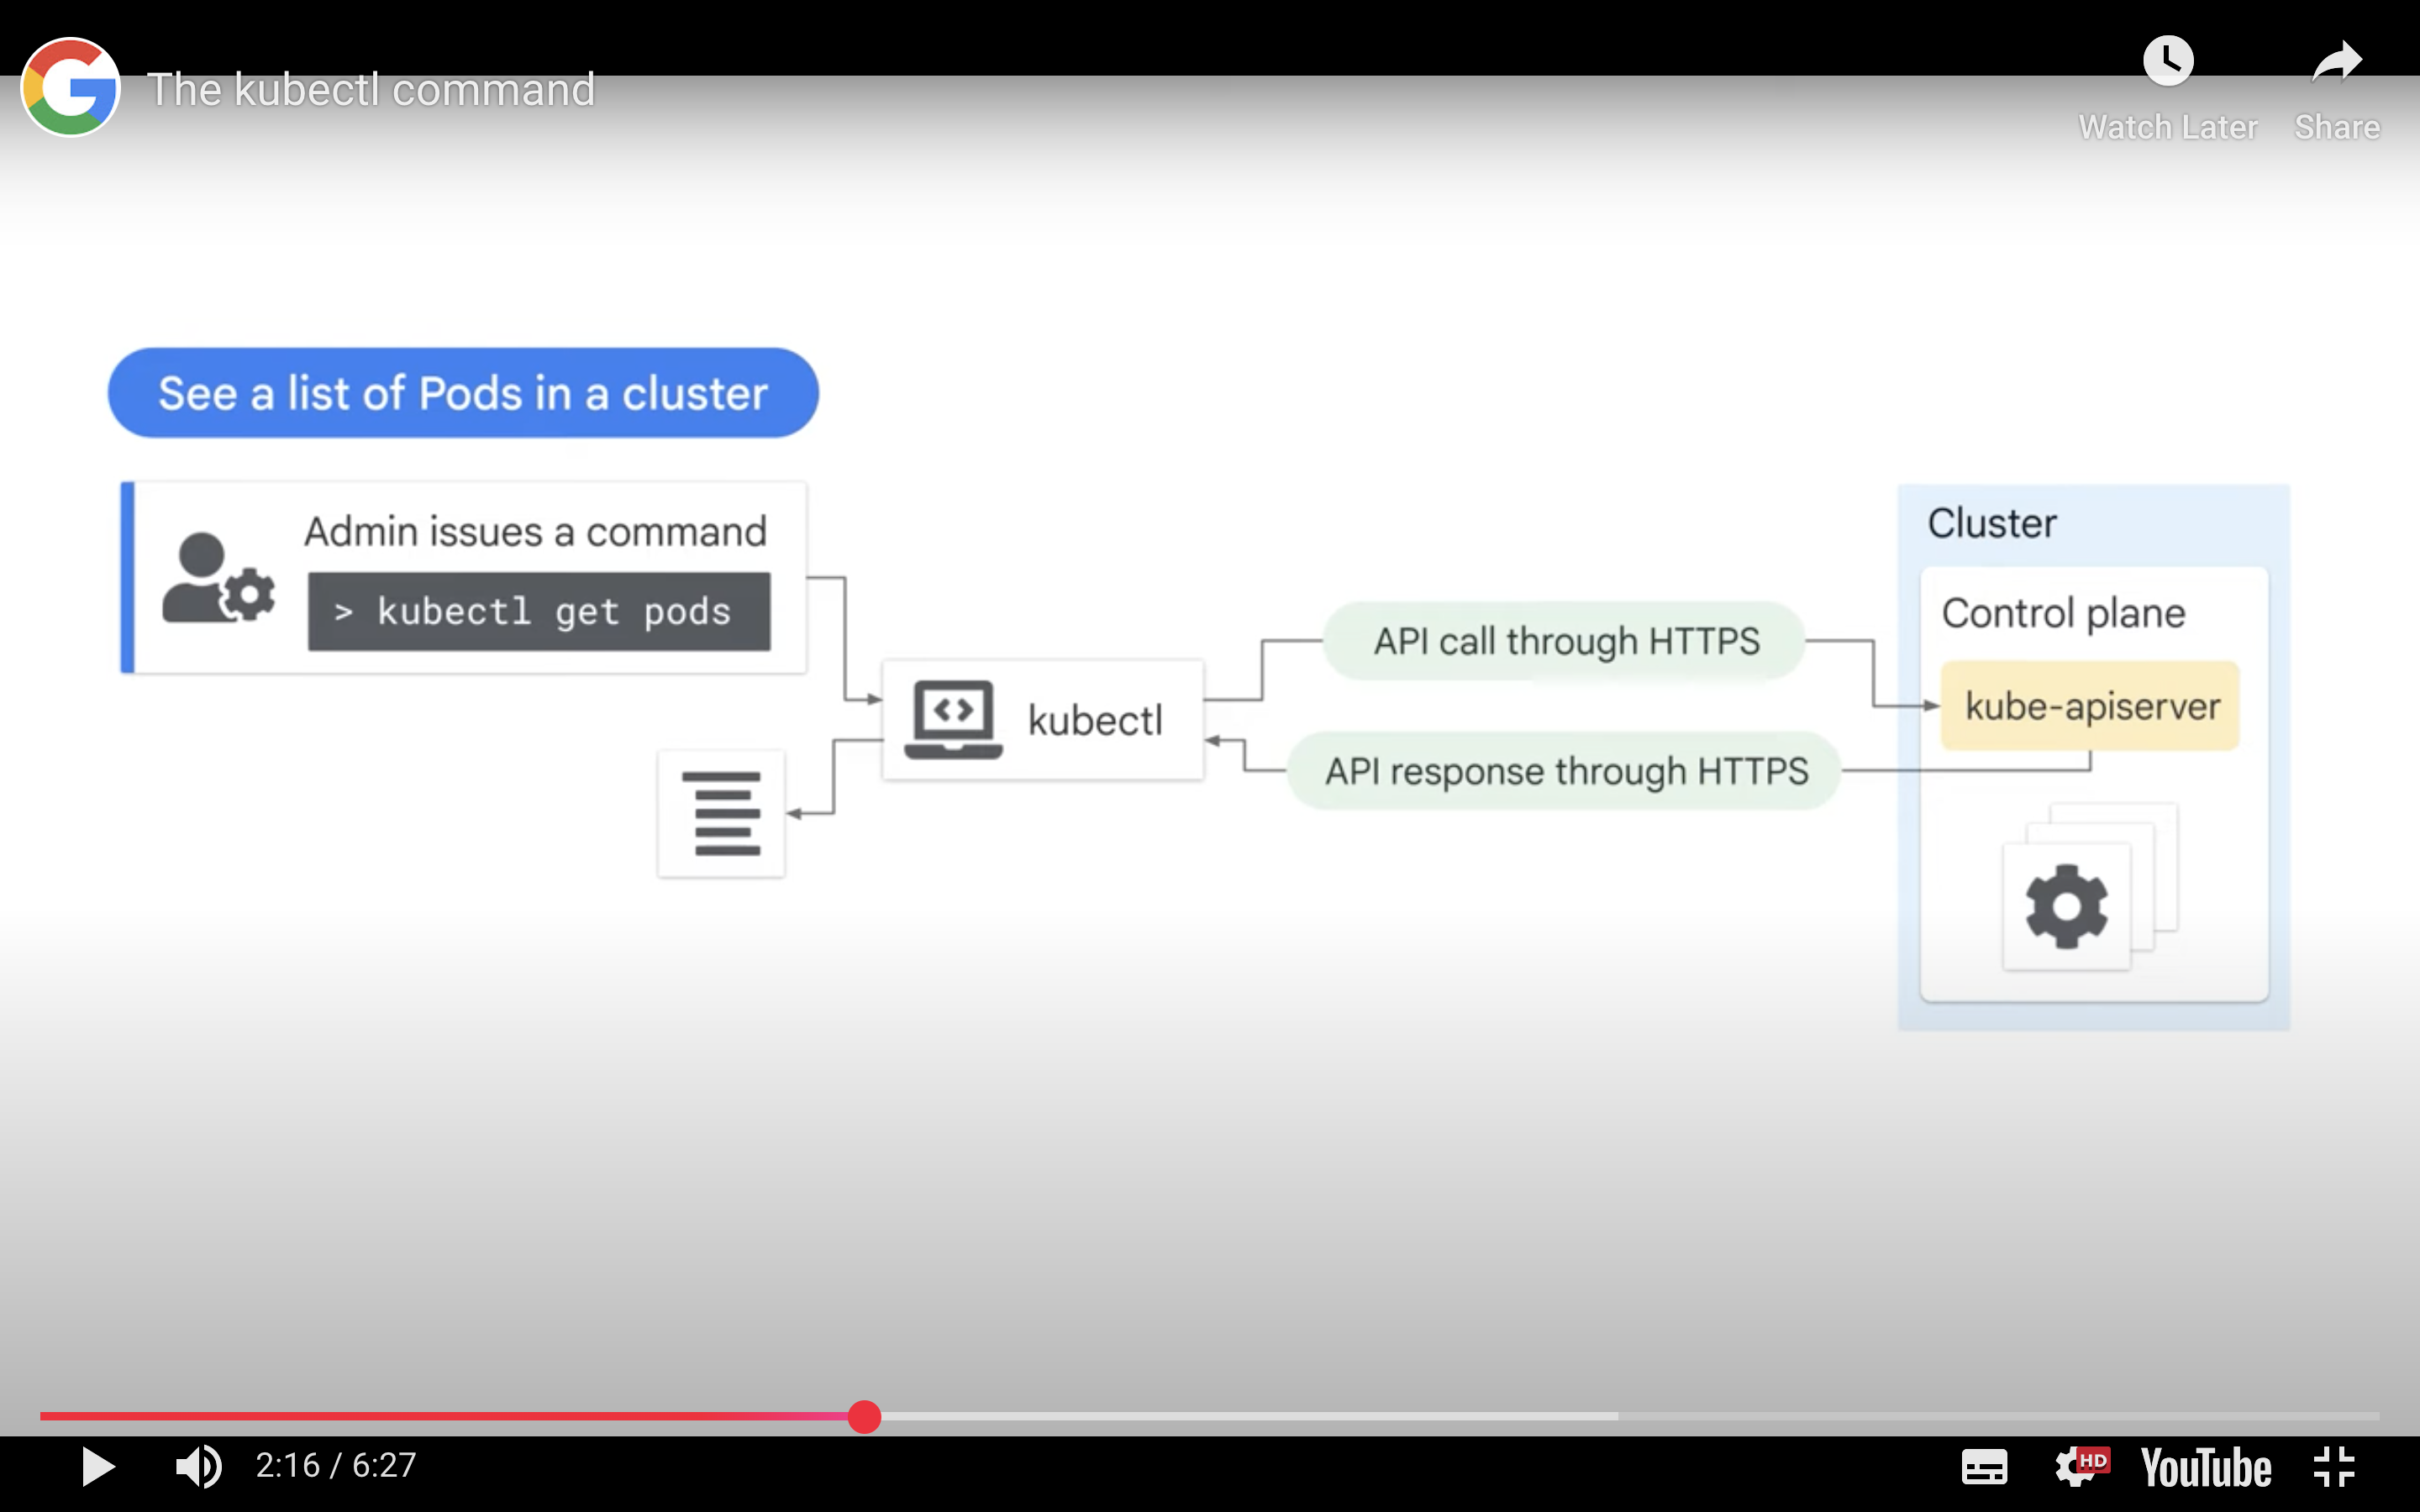 The kubectl command
Watch Later
Share
See a list of Pods in a cluster
Admin issues a command
> kubectl get pods
kubectl
API call through HTTPS
API response through HTTPS
Cluster
Control plane
kube-apiserver
2:16 / 6:27
HD
YouTube